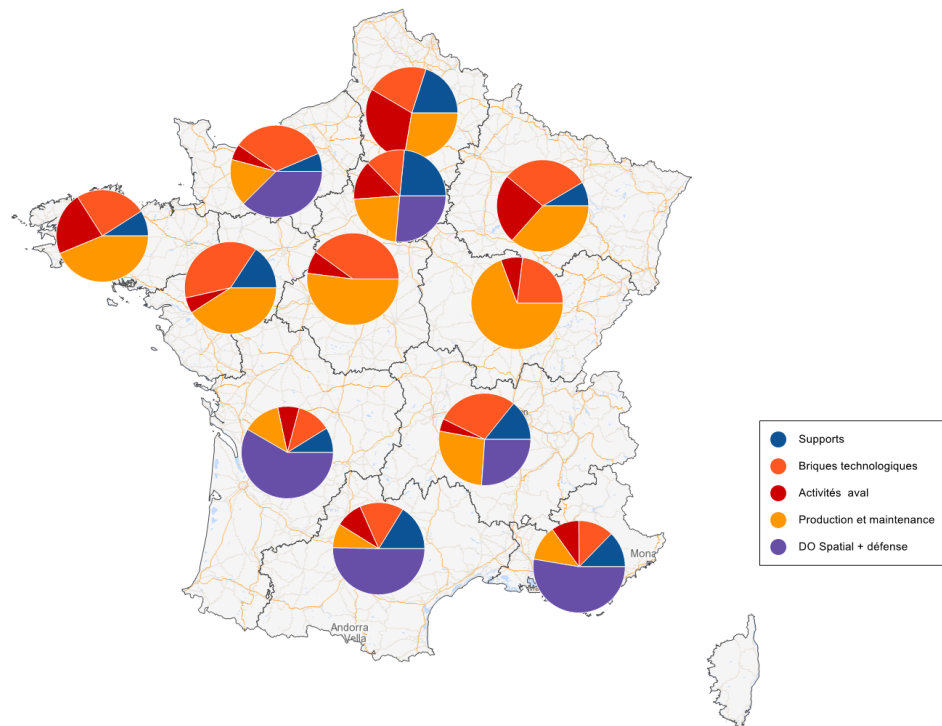 Supports
Briques technologiques
Activités aval
Production et maintenance
DO Spatial + défense
Mona
Andorra
Vella